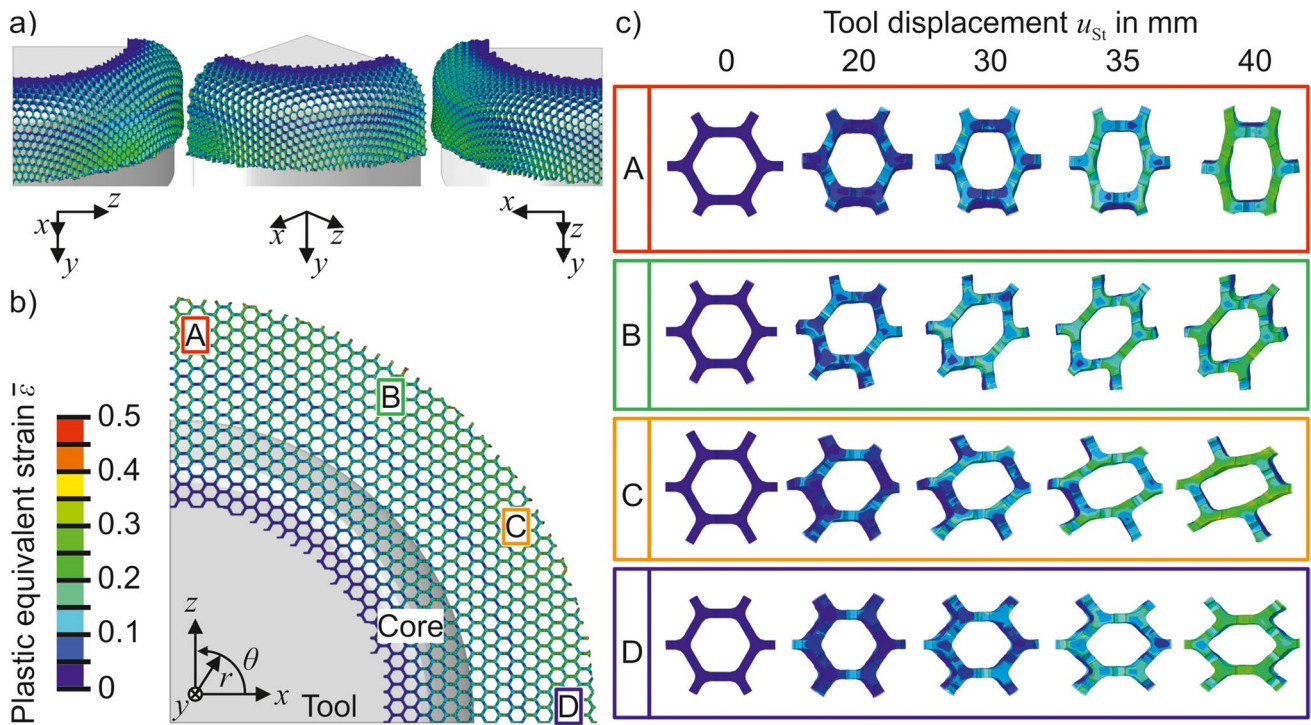 a)
z
x
y
x
z
y
x
z
y
b)
A
B
C
D
Core
Tool
z
θ
r
x
y
Plastic equivalent strain ε̄
0.5
0.4
0.3
0.2
0.1
0
c)
Tool displacement uSt in mm
0 20 30 35 40
A
B
C
D